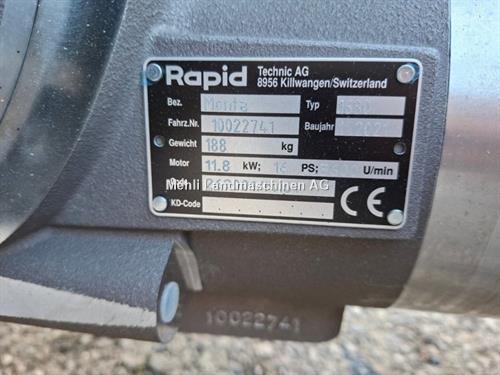 Rapid
Technic AG
8956 Killwangen/Switzerland
Bez. Monta Typ
Fahrz.Nr. 10022741 Baujahr
Gewicht 188 kg
Motor 11.8 kW; 16 PS; U/min
Mehli Landmaschinen AG
KD-Code
CE
10022741